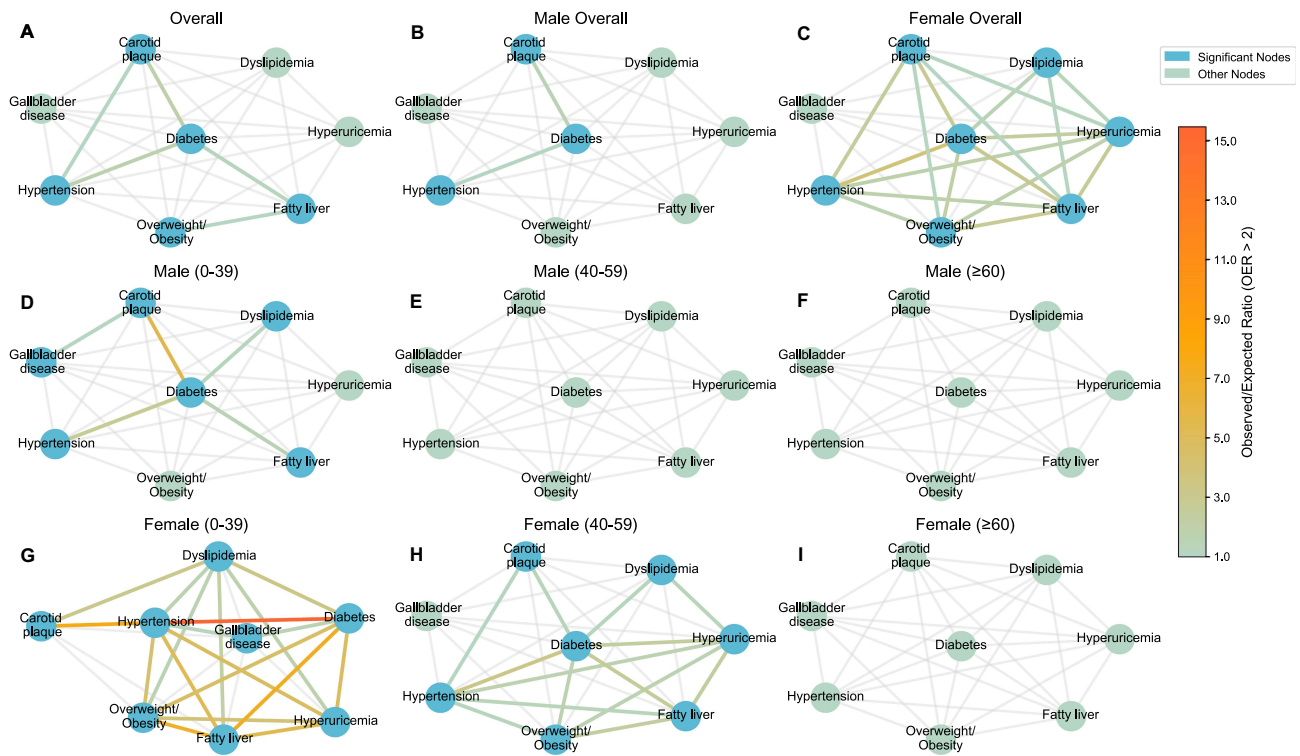 Overall
Male Overall
Female Overall
A
Carotid
plaque
Dyslipidemia
Gallbladder
disease
Diabetes
Hyperuricemia
Hypertension
Fatty liver
Overweight/
Obesity
B
Carotid
plaque
Dyslipidemia
Gallbladder
disease
Diabetes
Hyperuricemia
Hypertension
Fatty liver
Overweight/
Obesity
C
Carotid
plaque
Dyslipidemia
Gallbladder
disease
Diabetes
Hyperuricemia
Hypertension
Fatty liver
Overweight/
Obesity
Significant Nodes
Other Nodes
15.0
13.0
11.0
9.0
7.0
5.0
3.0
1.0
Observed/Expected Ratio (OER > 2)
Male (0-39)
Male (40-59)
Male (≥60)
D
Carotid
plaque
Dyslipidemia
Gallbladder
disease
Diabetes
Hyperuricemia
Hypertension
Fatty liver
Overweight/
Obesity
E
Carotid
plaque
Dyslipidemia
Gallbladder
disease
Diabetes
Hyperuricemia
Hypertension
Fatty liver
Overweight/
Obesity
F
Carotid
plaque
Dyslipidemia
Gallbladder
disease
Diabetes
Hyperuricemia
Hypertension
Fatty liver
Overweight/
Obesity
Female (0-39)
Female (40-59)
Female (≥60)
G
Dyslipidemia
Carotid
plaque
Hypertension
Diabetes
Gallbladder
disease
Overweight/
Obesity
Hyperuricemia
Fatty liver
H
Carotid
plaque
Dyslipidemia
Gallbladder
disease
Diabetes
Hyperuricemia
Hypertension
Fatty liver
Overweight/
Obesity
I
Carotid
plaque
Dyslipidemia
Gallbladder
disease
Diabetes
Hyperuricemia
Hypertension
Fatty liver
Overweight/
Obesity